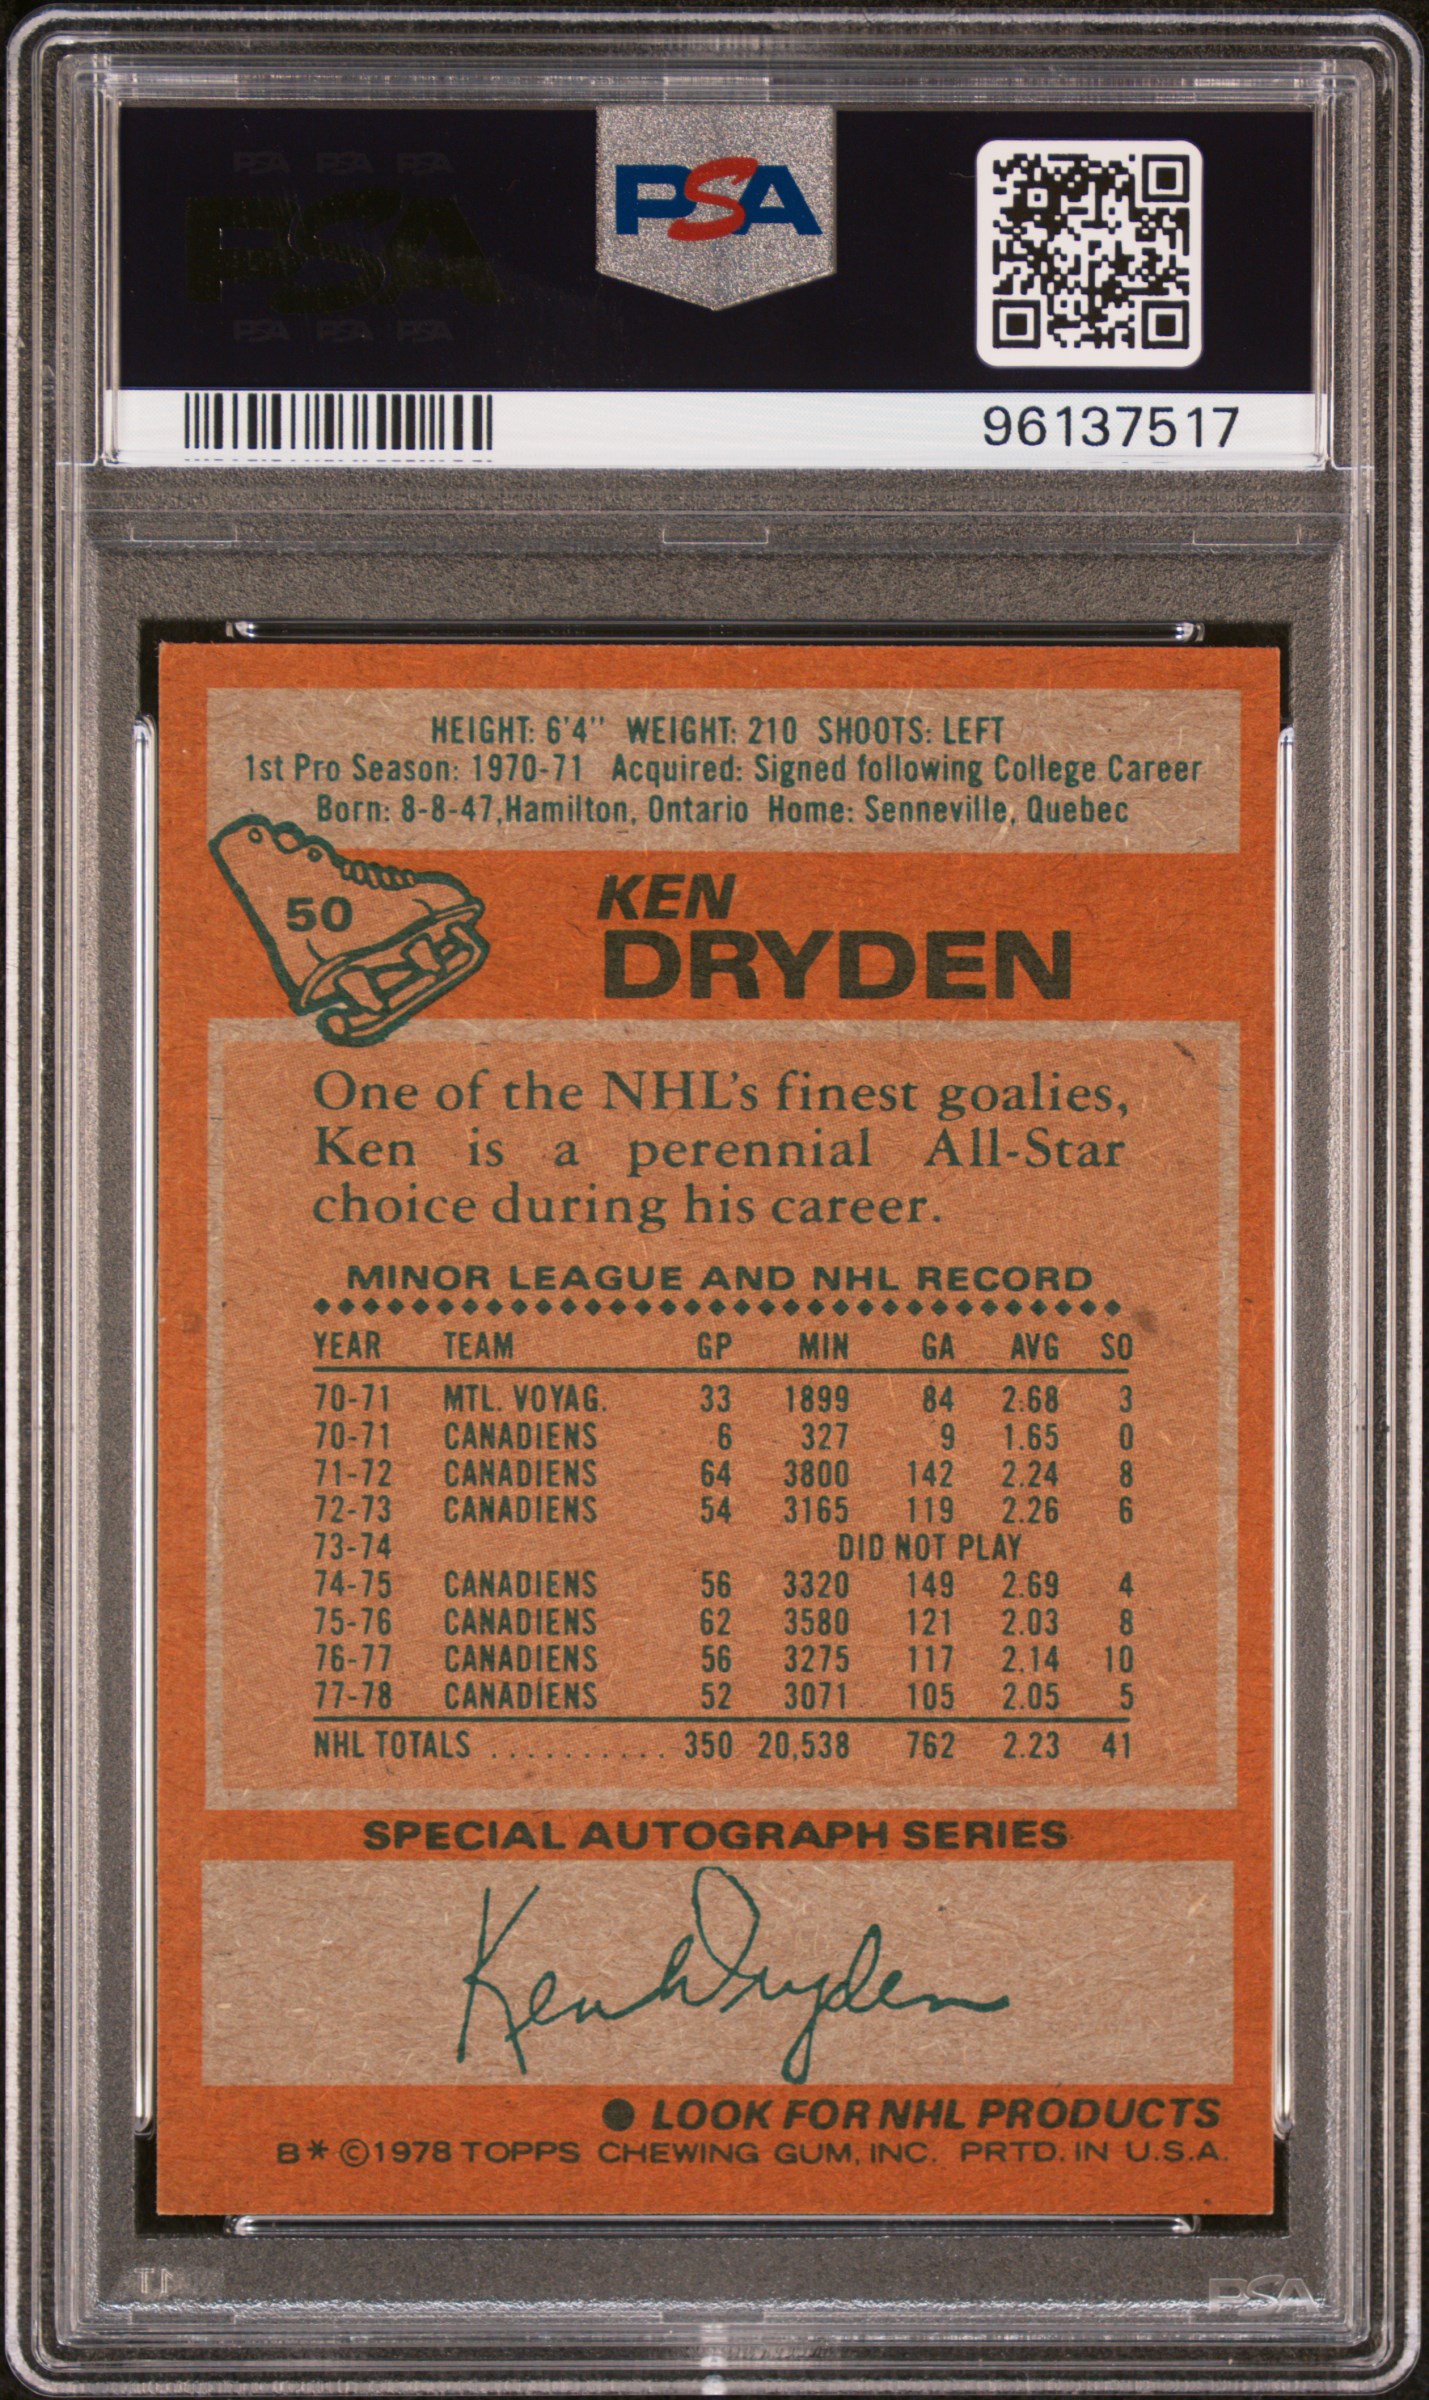 PSA PSA PSA
PSA
PSA PSA PSA
PSA
96137517
HEIGHT: 6'4" WEIGHT: 210 SHOOTS: LEFT
1st Pro Season: 1970-71 Acquired: Signed following College Career
Born: 8-8-47, Hamilton, Ontario Home: Senneville, Quebec
50
KEN
DRYDEN
One of the NHL's finest goalies,
Ken is a perennial All-Star
choice during his career.
MINOR LEAGUE AND NHL RECORD
YEAR TEAM GP MIN GA AVG SO
70-71 MTL. VOYAG. 33 1899 84 2.68 3
70-71 CANADIENS 6 327 9 1.65 0
71-72 CANADIENS 64 3800 142 2.24 8
72-73 CANADIENS 54 3165 119 2.26 6
73-74 DID NOT PLAY
74-75 CANADIENS 56 3320 149 2.69 4
75-76 CANADIENS 62 3580 121 2.03 8
76-77 CANADIENS 56 3275 117 2.14 10
77-78 CANADIENS 52 3071 105 2.05 5
NHL TOTALS .......... 350 20,538 762 2.23 41
SPECIAL AUTOGRAPH SERIES
Ken Dryden
● LOOK FOR NHL PRODUCTS
B*©1978 TOPPS CHEWING GUM, INC. PRTD. IN U.S.A.
PSA